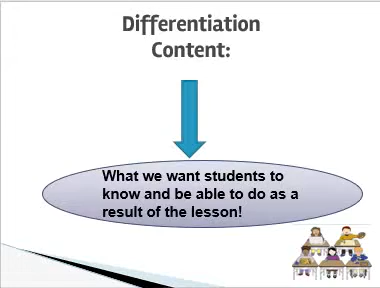 Differentiation
Content:
What we want students to
know and be able to do as a
result of the lesson!